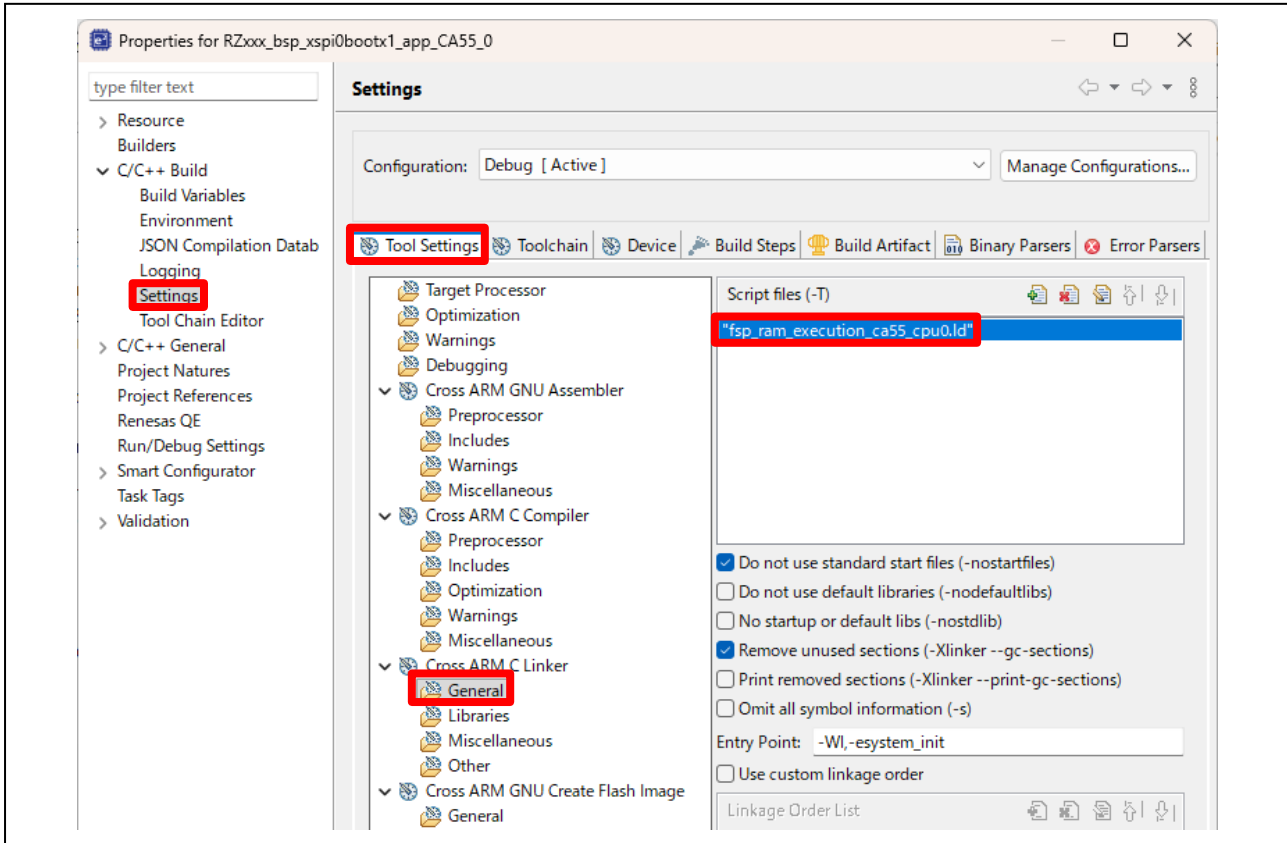 Properties for RZxxx_bsp_xspi0bootx1_app_CA55_0
type filter text
Resource
Builders
C/C++ Build
Build Variables
Environment
JSON Compilation Datab
Logging
Settings
Tool Chain Editor
C/C++ General
Project Natures
Project References
Renesas QE
Run/Debug Settings
Smart Configurator
Task Tags
Validation
Settings
Configuration: Debug [ Active ]
Manage Configurations...
Tool Settings Toolchain Device Build Steps Build Artifact Binary Parsers Error Parsers
Target Processor
Optimization
Warnings
Debugging
Cross ARM GNU Assembler
Preprocessor
Includes
Warnings
Miscellaneous
Cross ARM C Compiler
Preprocessor
Includes
Optimization
Warnings
Miscellaneous
Cross ARM C Linker
General
Libraries
Miscellaneous
Other
Cross ARM GNU Create Flash Image
General
Script files (-T)
"fsp_ram_execution_ca55_cpu0.ld"
Do not use standard start files (-nostartfiles)
Do not use default libraries (-nodefaultlibs)
No startup or default libs (-nostdlib)
Remove unused sections (-Xlinker --gc-sections)
Print removed sections (-Xlinker --print-gc-sections)
Omit all symbol information (-s)
Entry Point: -Wl,-esystem_init
Use custom linkage order
Linkage Order List